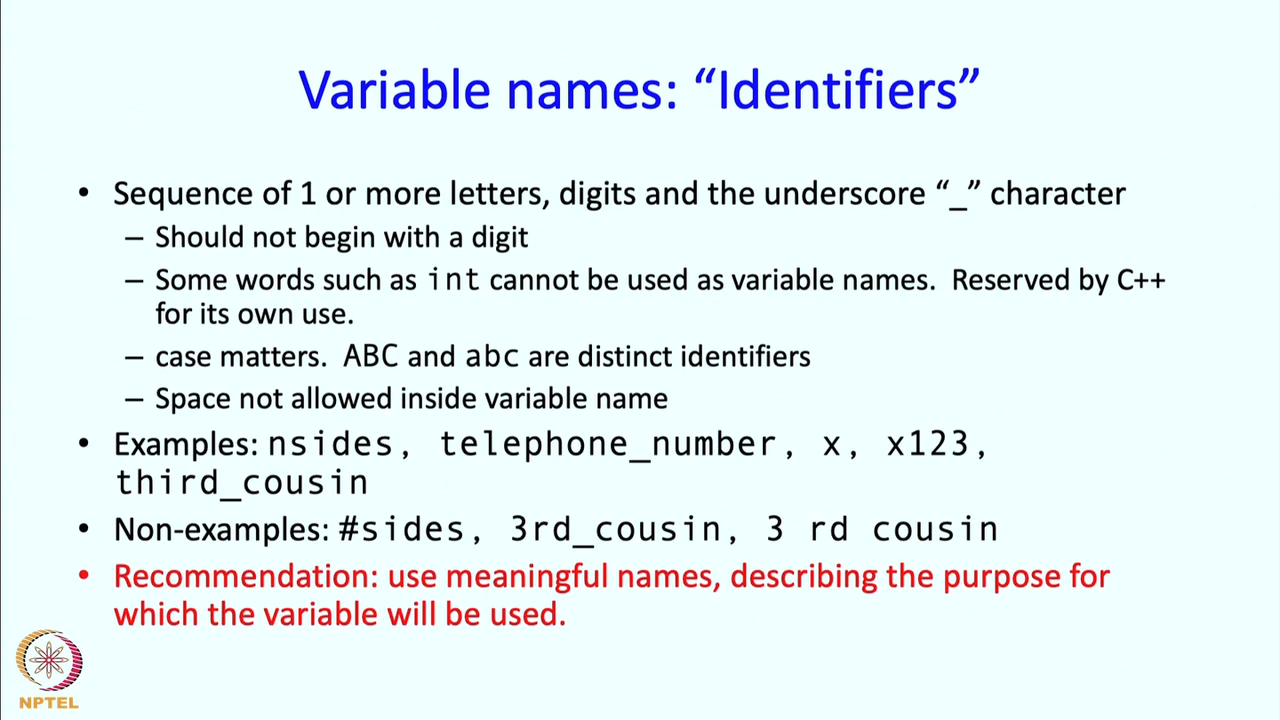 Variable names: “Identifiers”
• Sequence of 1 or more letters, digits and the underscore “_” character
– Should not begin with a digit
– Some words such as int cannot be used as variable names. Reserved by C++
for its own use.
– case matters. ABC and abc are distinct identifiers
– Space not allowed inside variable name
• Examples: nsides, telephone_number, x, x123,
third_cousin
• Non-examples: #sides, 3rd_cousin, 3 rd cousin
• Recommendation: use meaningful names, describing the purpose for
which the variable will be used.
NPTEL